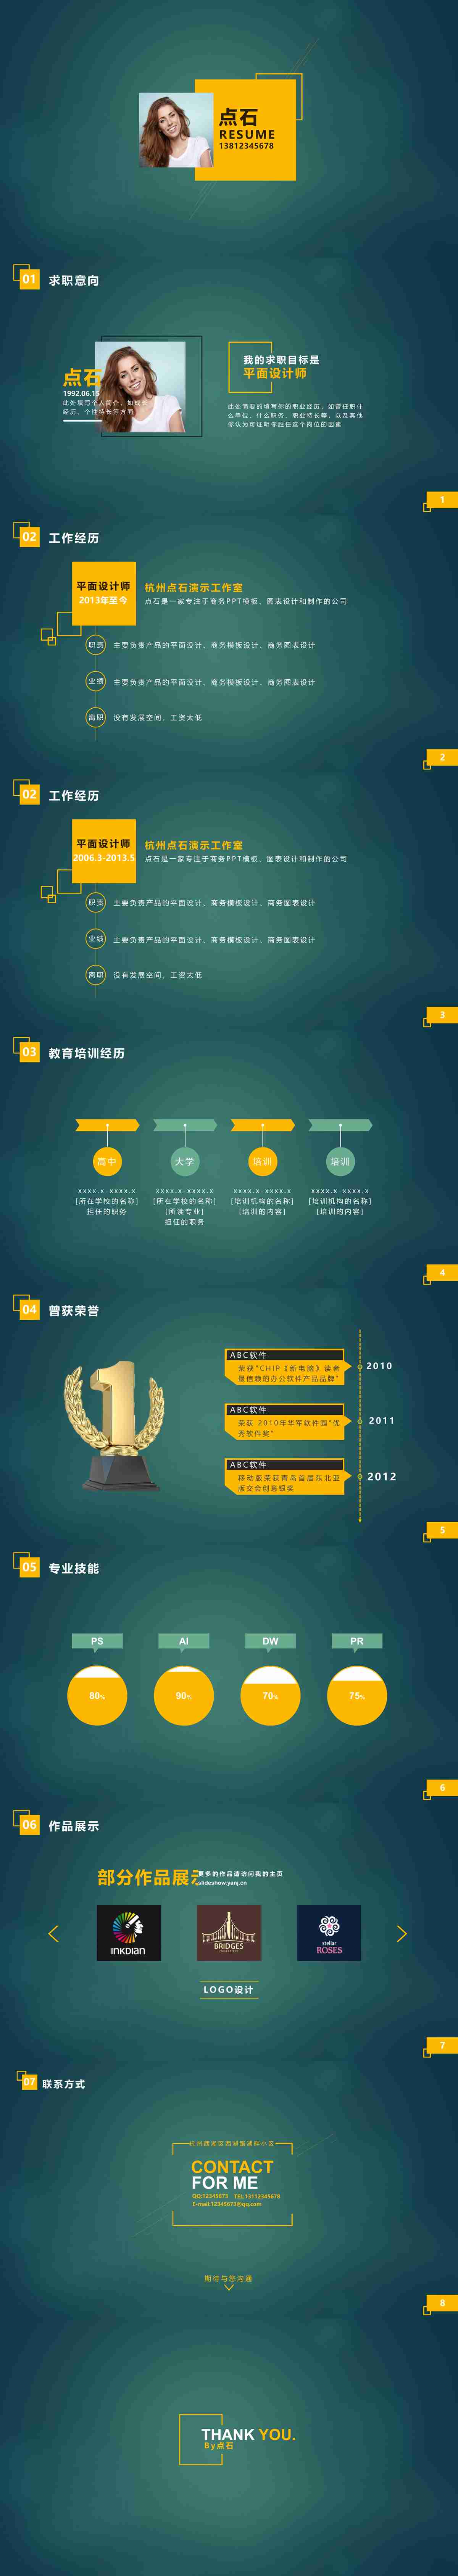 点石
RESUME
13812345678
01 求职意向
点石
1992.06.15
此处填写个人简介，如成长
经历、个性特长等方面
我的求职目标是
平面设计师
此处简要的填写你的职业经历，如曾任职什
么单位，什么职务、职业特长等，以及其他
你认为可证明你胜任这个岗位的因素
1
02 工作经历
平面设计师
2013年至今
杭州点石演示工作室
点石是一家专注于商务PPT模板、图表设计和制作的公司
职责 主要负责产品的平面设计、商务模板设计、商务图表设计
业绩 主要负责产品的平面设计、商务模板设计、商务图表设计
离职 没有发展空间，工资太低
2
02 工作经历
平面设计师
2006.3-2013.5
杭州点石演示工作室
点石是一家专注于商务PPT模板、图表设计和制作的公司
职责 主要负责产品的平面设计、商务模板设计、商务图表设计
业绩 主要负责产品的平面设计、商务模板设计、商务图表设计
离职 没有发展空间，工资太低
3
03 教育培训经历
高中 大学 培训 培训
xxxx.x-xxxx.x xxxx.x-xxxx.x xxxx.x-xxxx.x xxxx.x-xxxx.x
[所在学校的名称] [所在学校的名称] [培训机构的名称] [培训机构的名称]
担任的职务 [所读专业] [培训的内容] [培训的内容]
担任的职务
4
04 曾获荣誉
ABC软件
荣获"CHIP《新电脑》读者
最信赖的办公软件产品品牌"
2010
ABC软件
荣获 2010年华军软件园"优
秀软件奖"
2011
ABC软件
移动版荣获青岛首届东北亚
版交会创意银奖
2012
5
05 专业技能
PS AI DW PR
80% 90% 70% 75%
6
06 作品展示
部分作品展示
更多的作品请访问我的主页
slideshow.yanj.cn
INKDIAN
BRIDGES
stellar
ROSES
LOGO设计
7
07 联系方式
杭州西湖区西湖路湖畔小区
CONTACT
FOR ME
QQ:12345673 TEL:13112345678
E-mail:12345673@qq.com
期待与您沟通
8
THANK YOU.
By点石